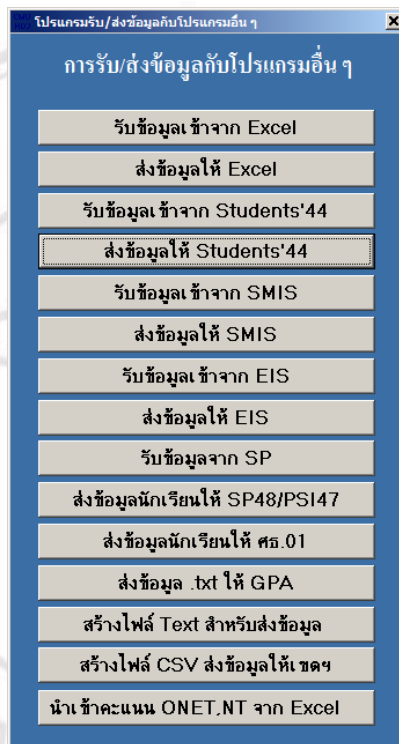 โปรแกรมรับ/ส่งข้อมูลกับโปรแกรมอื่น ๆ
การรับ/ส่งข้อมูลกับโปรแกรมอื่น ๆ
รับข้อมูลเข้าจาก Excel
ส่งข้อมูลให้ Excel
รับข้อมูลเข้าจาก Students'44
ส่งข้อมูลให้ Students'44
รับข้อมูลเข้าจาก SMIS
ส่งข้อมูลให้ SMIS
รับข้อมูลเข้าจาก EIS
ส่งข้อมูลให้ EIS
รับข้อมูลจาก SP
ส่งข้อมูลนักเรียนให้ SP48/PSI47
ส่งข้อมูลนักเรียนให้ ศธ.01
ส่งข้อมูล .txt ให้ GPA
สร้างไฟล์ Text สำหรับส่งข้อมูล
สร้างไฟล์ CSV ส่งข้อมูลให้เขตฯ
นำเข้าคะแนน ONET,NT จาก Excel